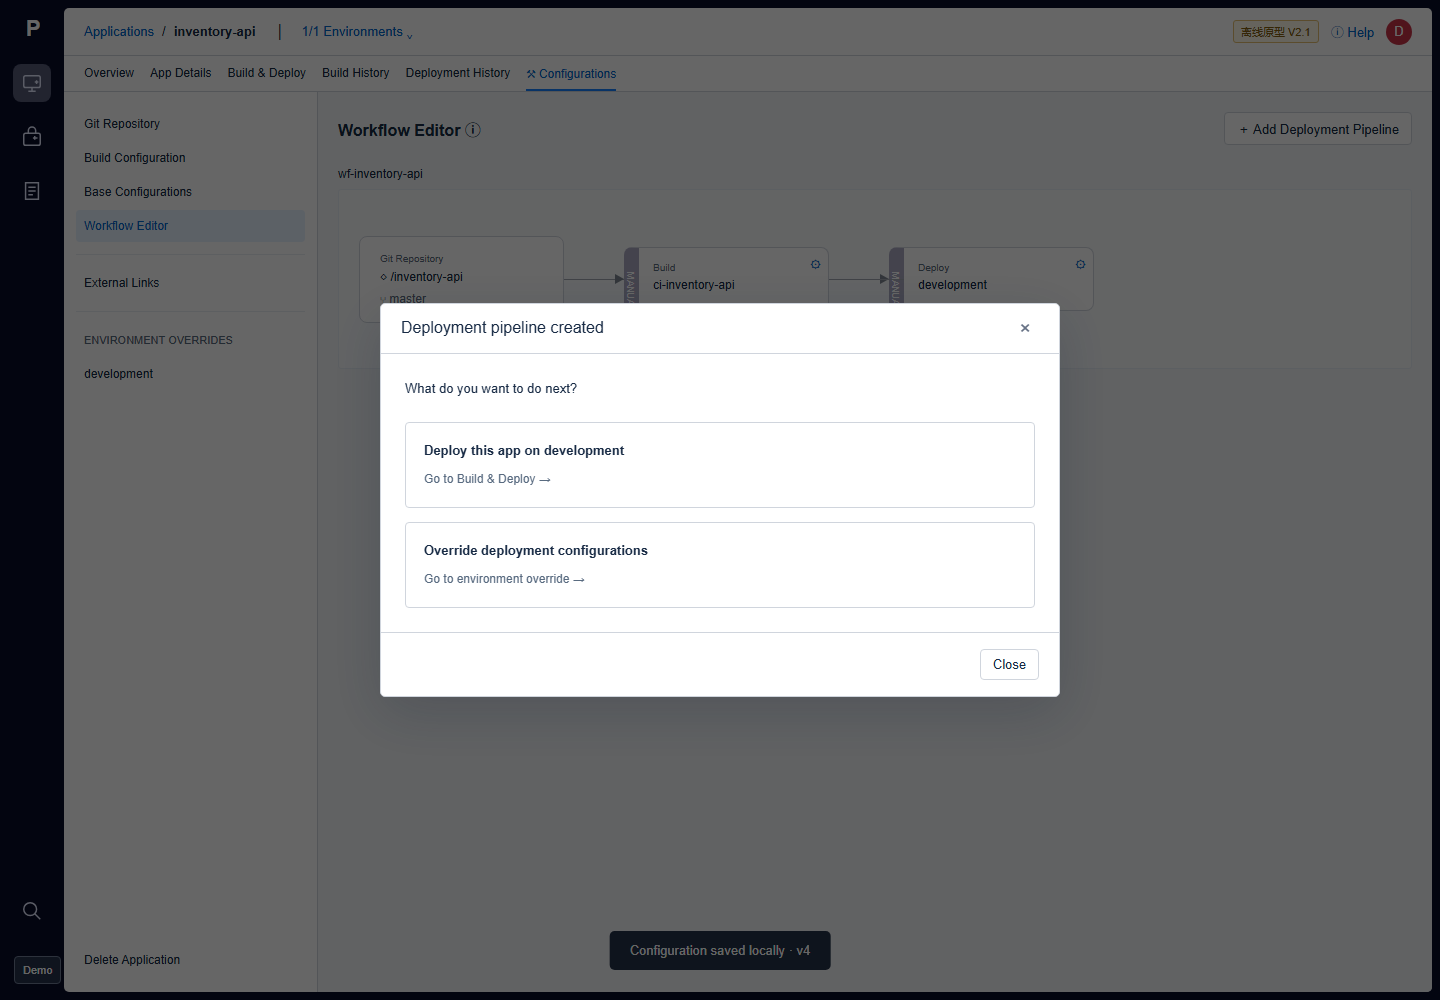 P
Applications / inventory-api | 1/1 Environments
离线原型 V2.1
Help
D
Overview
App Details
Build & Deploy
Build History
Deployment History
Configurations
Git Repository
Build Configuration
Base Configurations
Workflow Editor
External Links
ENVIRONMENT OVERRIDES
development
Delete Application
Demo
Workflow Editor
+ Add Deployment Pipeline
wf-inventory-api
Git Repository
/inventory-api
master
Build
ci-inventory-api
Deploy
development
Deployment pipeline created
×
What do you want to do next?
Deploy this app on development
Go to Build & Deploy →
Override deployment configurations
Go to environment override →
Close
Configuration saved locally · v4